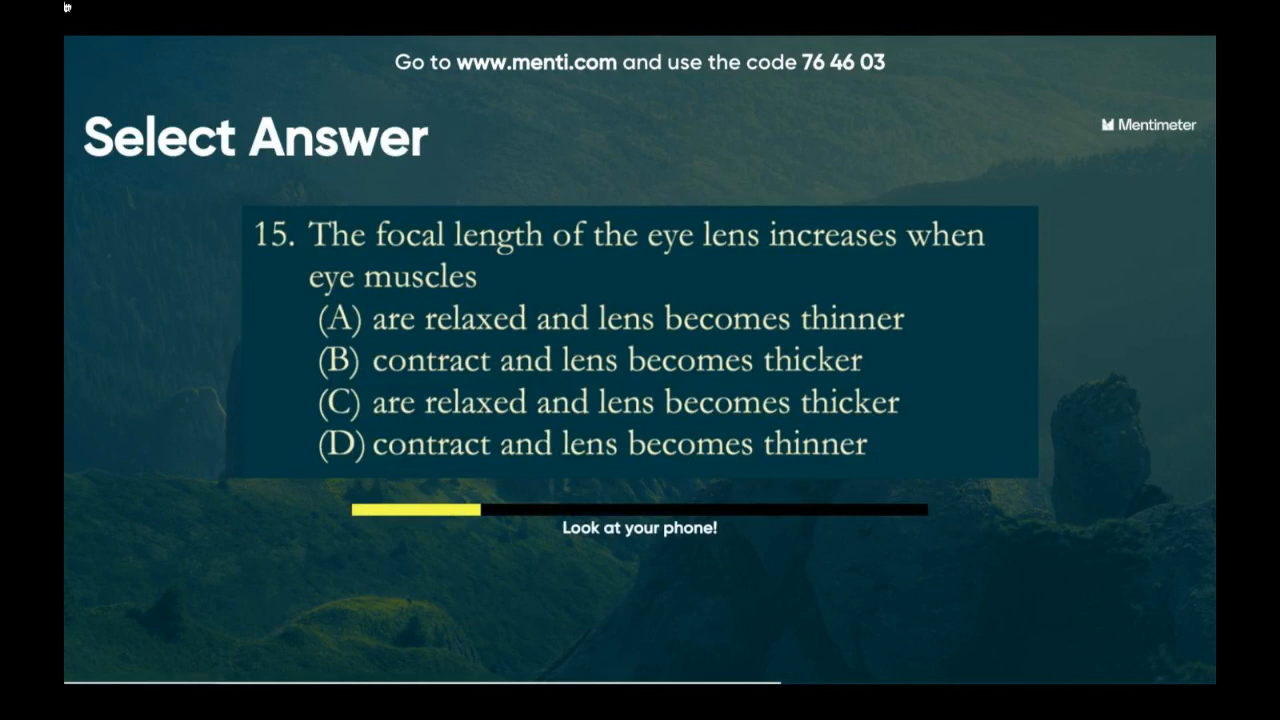 Go to www.menti.com and use the code 76 46 03
Select Answer
Mentimeter
15. The focal length of the eye lens increases when
eye muscles
(A) are relaxed and lens becomes thinner
(B) contract and lens becomes thicker
(C) are relaxed and lens becomes thicker
(D) contract and lens becomes thinner
Look at your phone!